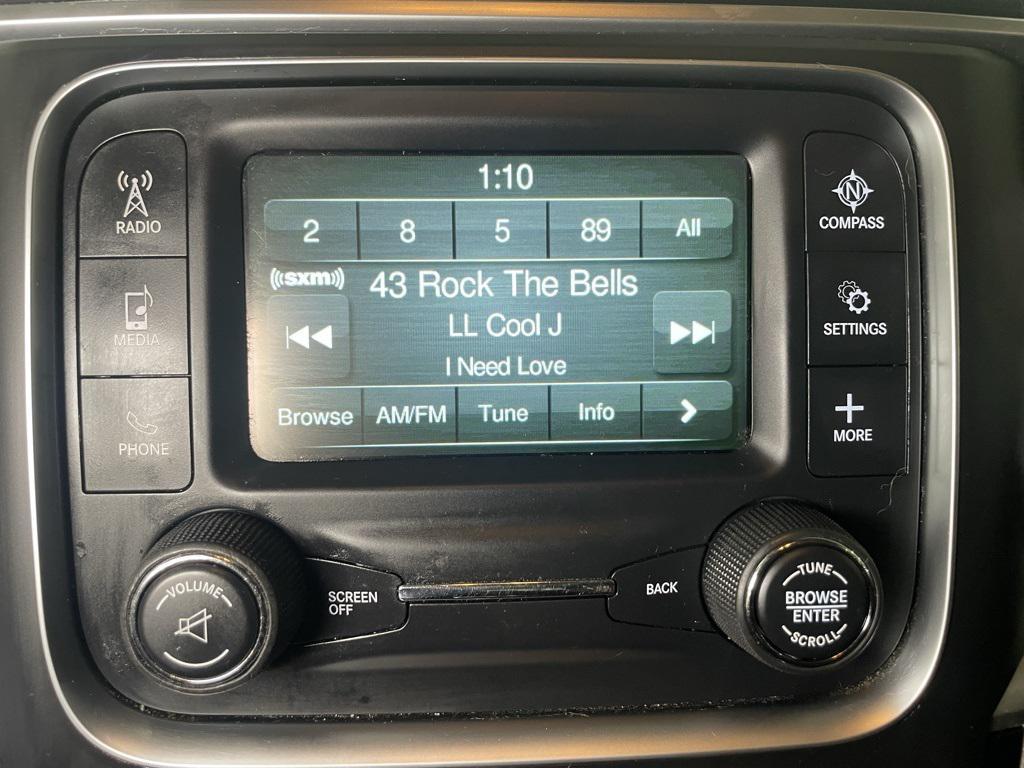 1:10
2 8 5 89 All
((sxm)) 43 Rock The Bells
LL Cool J
I Need Love
Browse AM/FM Tune Info
RADIO
MEDIA
PHONE
N
COMPASS
SETTINGS
MORE
VOLUME
SCREEN
OFF
BACK
TUNE
BROWSE
ENTER
SCROLL